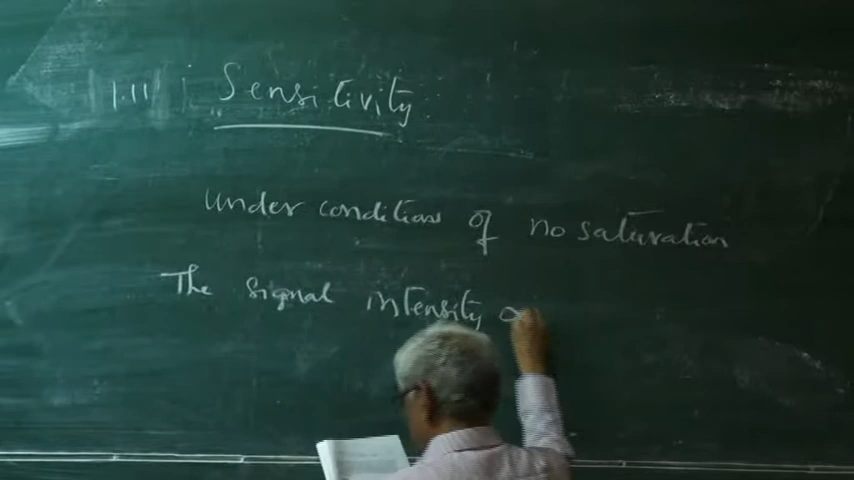 1.11 Sensitivity
Under conditions of no saturation
The signal intensity ∝